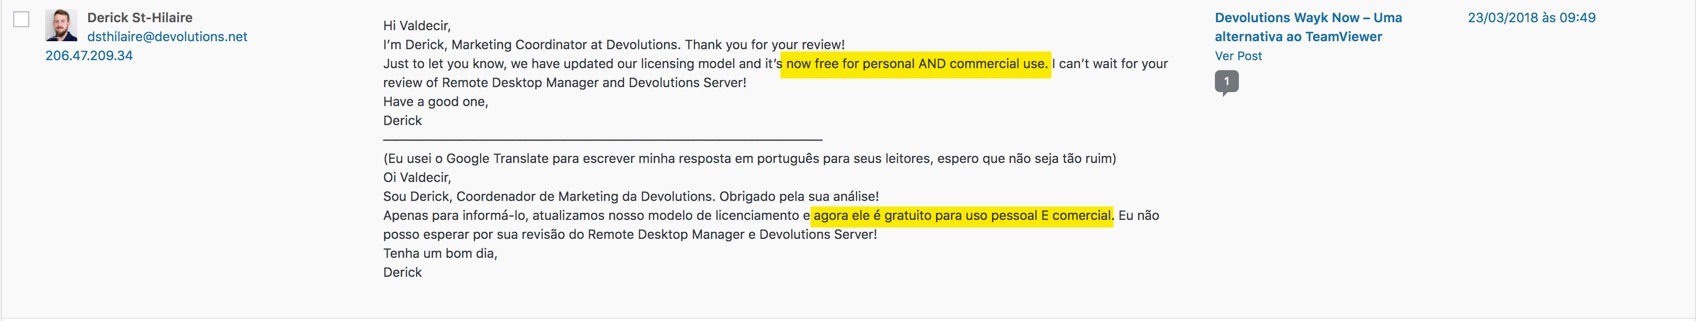 Derick St-Hilaire
dsthilaire@devolutions.net
206.47.209.34
Hi Valdecir,
I'm Derick, Marketing Coordinator at Devolutions. Thank you for your review!
Just to let you know, we have updated our licensing model and it's now free for personal AND commercial use. I can't wait for your
review of Remote Desktop Manager and Devolutions Server!
Have a good one,
Derick
(Eu usei o Google Translate para escrever minha resposta em português para seus leitores, espero que não seja tão ruim)
Oi Valdecir,
Sou Derick, Coordenador de Marketing da Devolutions. Obrigado pela sua análise!
Apenas para informá-lo, atualizamos nosso modelo de licenciamento e agora ele é gratuito para uso pessoal E comercial. Eu não
posso esperar por sua revisão do Remote Desktop Manager e Devolutions Server!
Tenha um bom dia,
Derick
Devolutions Wayk Now – Uma
alternativa ao TeamViewer
Ver Post
1
23/03/2018 às 09:49